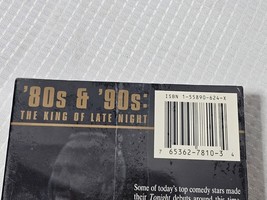 '80s & '90s:
THE KING OF LATE NIGHT
ISBN 1-55890-624-X
7 65362 7810-3 4
Some of today's top comedy stars made
their Tonight debuts around this time